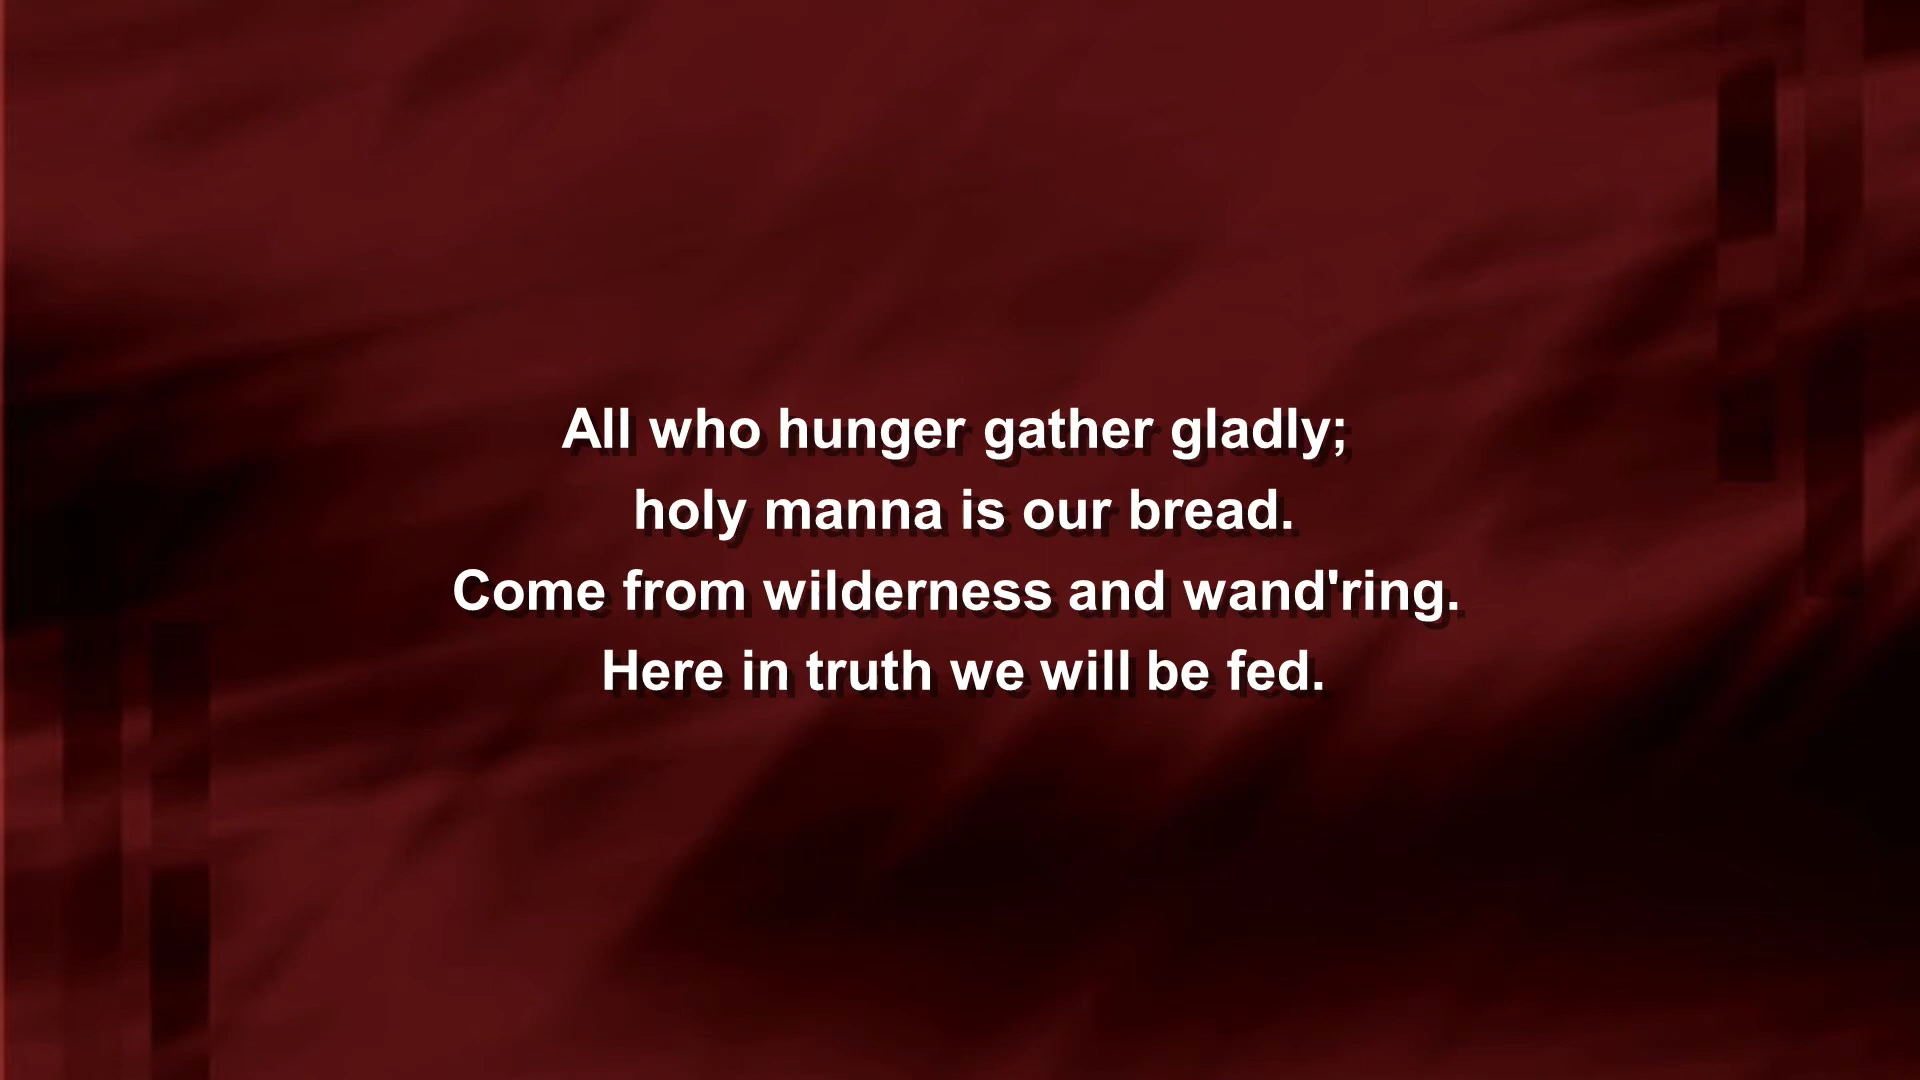 All who hunger gather gladly;
holy manna is our bread.
Come from wilderness and wand'ring.
Here in truth we will be fed.